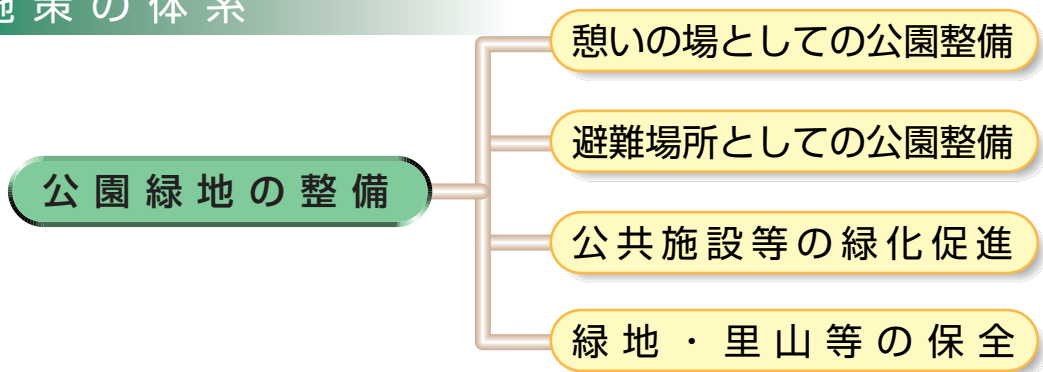 施策の体系
憩いの場としての公園整備
避難場所としての公園整備
公園緑地の整備
公共施設等の緑化促進
緑地・里山等の保全